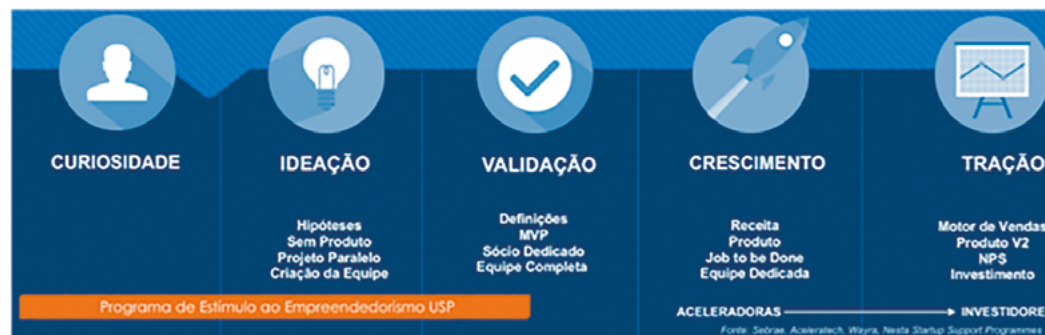 CURIOSIDADE
IDEAÇÃO
Hipóteses
Sem Produto
Projeto Paralelo
Criação da Equipe
VALIDAÇÃO
Definições
MVP
Sócio Dedicado
Equipe Completa
CRESCIMENTO
Receita
Produto
Job to be Done
Equipe Dedicada
TRAÇÃO
Motor de Vendas
Produto V2
NPS
Investimento
Programa de Estímulo ao Empreendedorismo USP
ACELERADORAS INVESTIDORE
Fonte: Sebrae, Aceleratech, Wayra, Nesta Startup Support Programmes